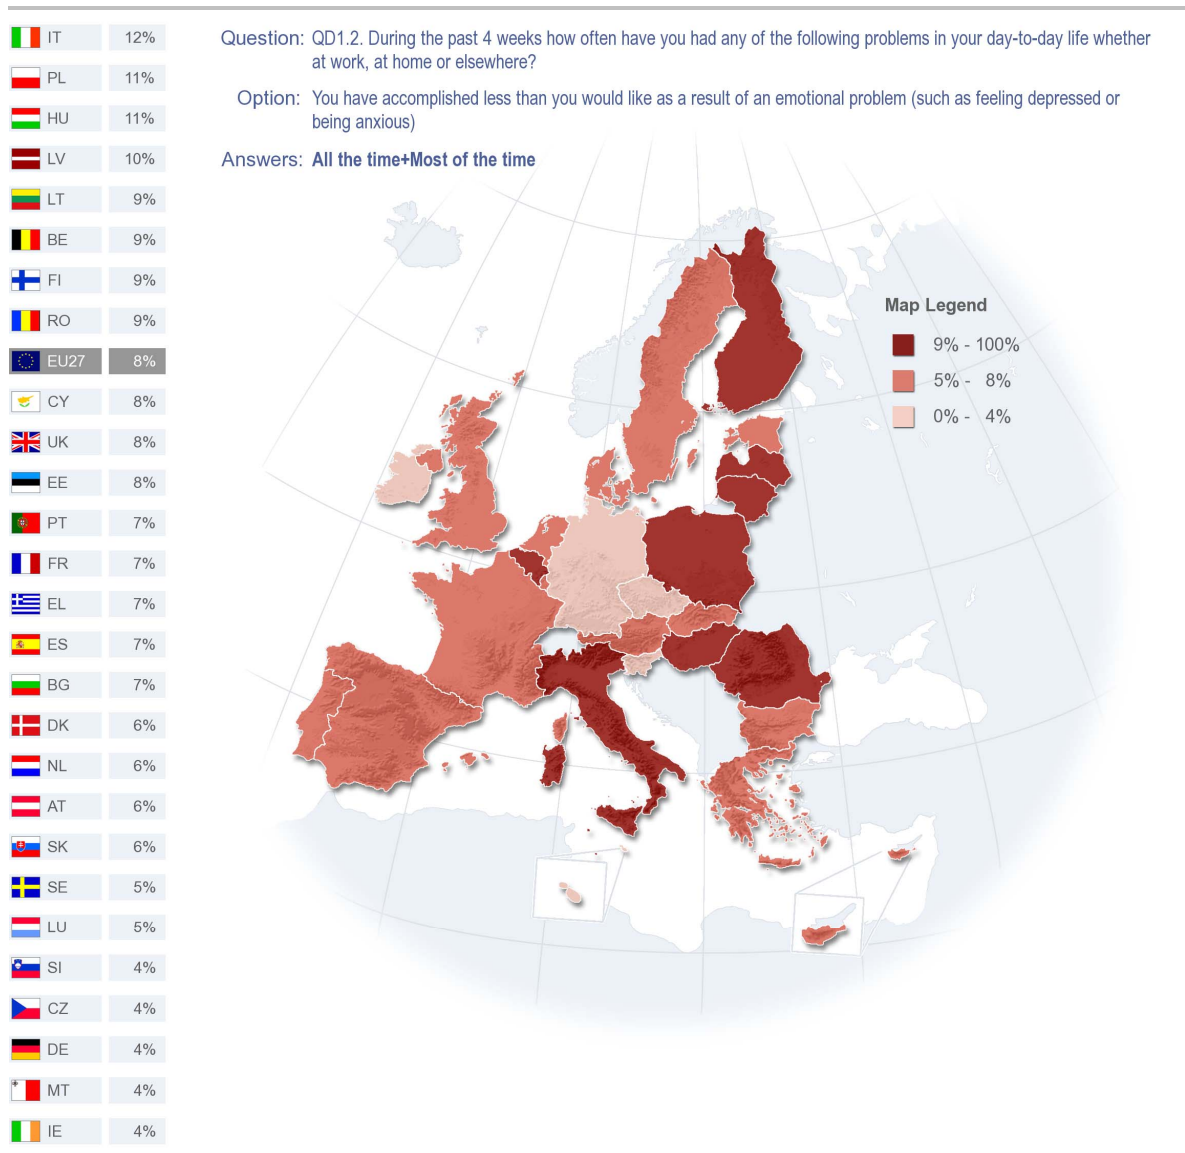 IT 12%
PL 11%
HU 11%
LV 10%
LT 9%
BE 9%
FI 9%
RO 9%
EU27 8%
CY 8%
UK 8%
EE 8%
PT 7%
FR 7%
EL 7%
ES 7%
BG 7%
DK 6%
NL 6%
AT 6%
SK 6%
SE 5%
LU 5%
SI 4%
CZ 4%
DE 4%
MT 4%
IE 4%
Question: QD1.2. During the past 4 weeks how often have you had any of the following problems in your day-to-day life whether
at work, at home or elsewhere?
Option: You have accomplished less than you would like as a result of an emotional problem (such as feeling depressed or
being anxious)
Answers: All the time+Most of the time
Map Legend
9% - 100%
5% - 8%
0% - 4%